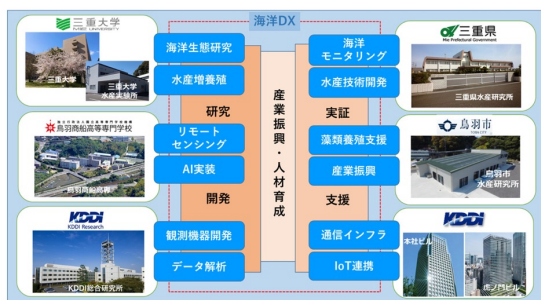 海洋DX
三重大学
MIE UNIVERSITY
三重大学
三重大学
水産実験所
鳥羽商船高等専門学校
鳥羽商船高専
KDDI
KDDI Research
KDDI総合研究所
海洋生態研究
水産増養殖
研究
リモート
センシング
AI実装
開発
観測機器開発
データ解析
産業振興・人材育成
海洋
モニタリング
水産技術開発
実証
藻類養殖支援
産業振興
支援
通信インフラ
IoT連携
三重県
Mie Prefectural Government
三重県水産研究所
鳥羽市
TOBA CITY
鳥羽市
水産研究所
KDDI
本社ビル
虎ノ門ビル